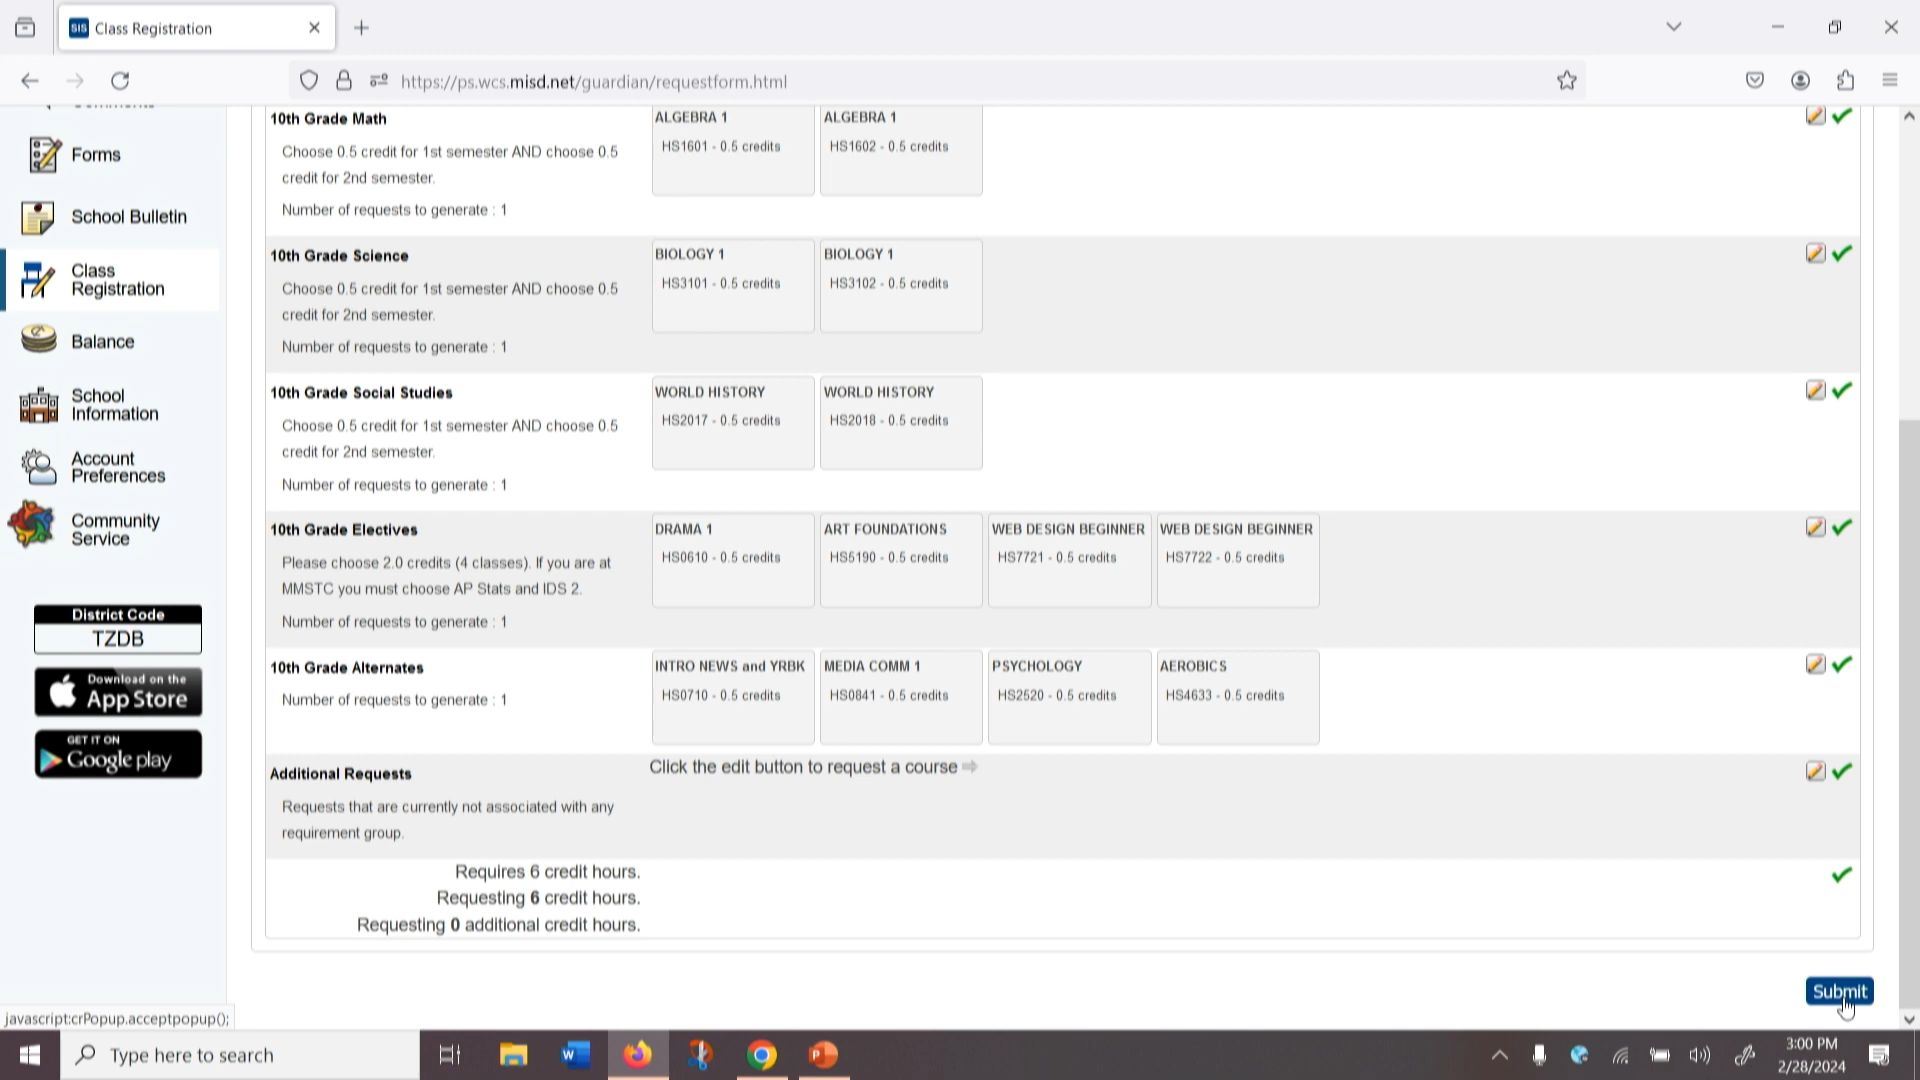 SIS Class Registration
https://ps.wcs.misd.net/guardian/requestform.html
Forms
School Bulletin
Class
Registration
Balance
School
Information
Account
Preferences
Community
Service
District Code
TZDB
Download on the
App Store
GET IT ON
Google play
10th Grade Math
Choose 0.5 credit for 1st semester AND choose 0.5
credit for 2nd semester.
Number of requests to generate : 1
ALGEBRA 1
HS1601 - 0.5 credits
ALGEBRA 1
HS1602 - 0.5 credits
10th Grade Science
Choose 0.5 credit for 1st semester AND choose 0.5
credit for 2nd semester.
Number of requests to generate : 1
BIOLOGY 1
HS3101 - 0.5 credits
BIOLOGY 1
HS3102 - 0.5 credits
10th Grade Social Studies
Choose 0.5 credit for 1st semester AND choose 0.5
credit for 2nd semester.
Number of requests to generate : 1
WORLD HISTORY
HS2017 - 0.5 credits
WORLD HISTORY
HS2018 - 0.5 credits
10th Grade Electives
Please choose 2.0 credits (4 classes). If you are at
MMSTC you must choose AP Stats and IDS 2.
Number of requests to generate : 1
DRAMA 1
HS0610 - 0.5 credits
ART FOUNDATIONS
HS5190 - 0.5 credits
WEB DESIGN BEGINNER
HS7721 - 0.5 credits
WEB DESIGN BEGINNER
HS7722 - 0.5 credits
10th Grade Alternates
Number of requests to generate : 1
INTRO NEWS and YRBK
HS0710 - 0.5 credits
MEDIA COMM 1
HS0841 - 0.5 credits
PSYCHOLOGY
HS2520 - 0.5 credits
AEROBICS
HS4633 - 0.5 credits
Additional Requests
Requests that are currently not associated with any
requirement group.
Click the edit button to request a course
Requires 6 credit hours.
Requesting 6 credit hours.
Requesting 0 additional credit hours.
Submit
javascript:crPopup.acceptpopup();
Type here to search
3:00 PM
2/28/2024